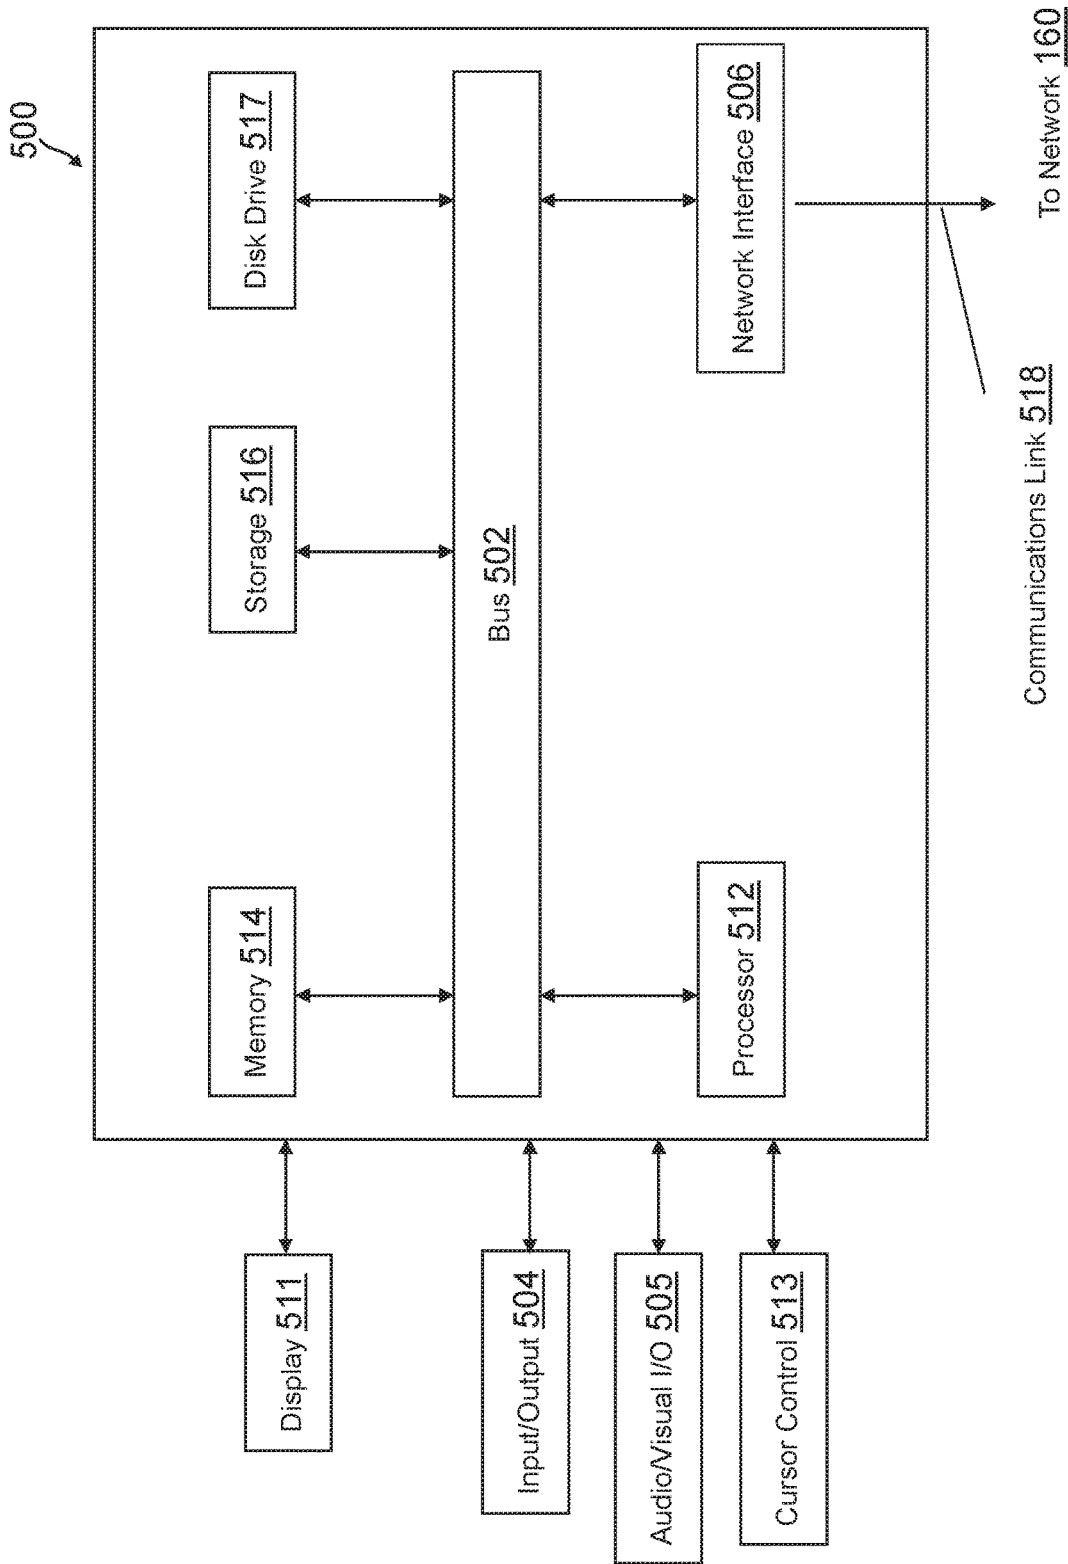 500
Display 511
Memory 514
Storage 516
Disk Drive 517
Input/Output 504
Bus 502
Audio/Visual I/O 505
Cursor Control 513
Processor 512
Network Interface 506
Communications Link 518
To Network 160